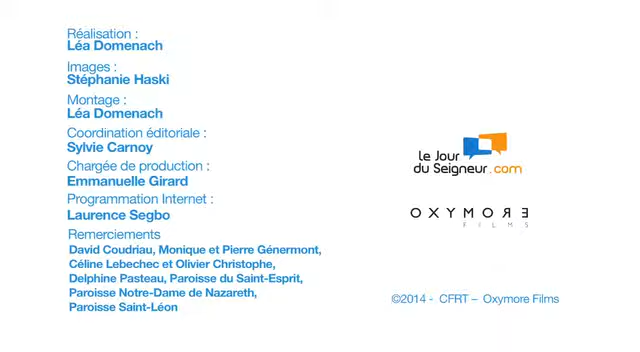 Réalisation :
Léa Domenach
Images :
Stéphanie Haski
Montage :
Léa Domenach
Coordination éditoriale :
Sylvie Carnoy
Chargée de production :
Emmanuelle Girard
Programmation Internet :
Laurence Segbo
Remerciements
David Coudriau, Monique et Pierre Génermont,
Céline Lebechec et Olivier Christophe,
Delphine Pasteau, Paroisse du Saint-Esprit,
Paroisse Notre-Dame de Nazareth,
Paroisse Saint-Léon
Le Jour
du Seigneur.com
OXYMORE
FILMS
©2014 - CFRT – Oxymore Films